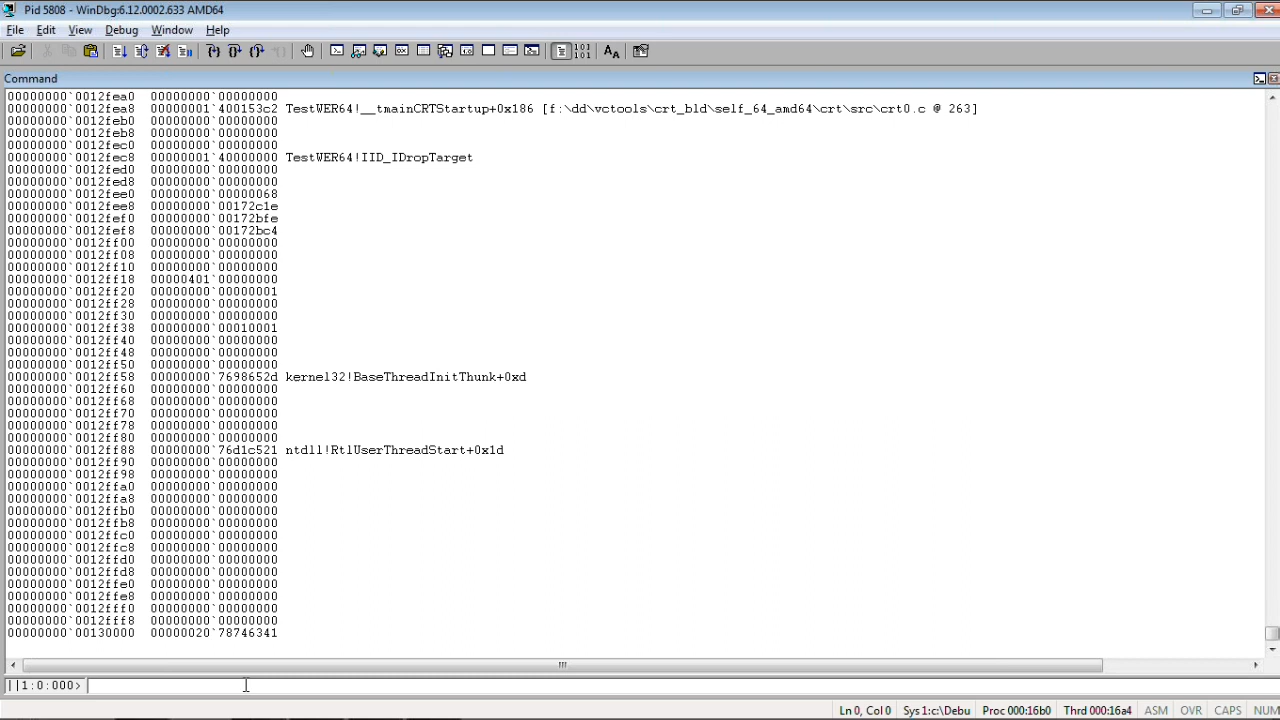 Pid 5808 - WinDbg:6.12.0002.633 AMD64
File Edit View Debug Window Help
Command
00000000`0012fea0  00000000`00000000
00000000`0012fea8  00000001`400153c2 TestWER64!__tmainCRTStartup+0x186 [f:\dd\vctools\crt_bld\self_64_amd64\crt\src\crt0.c @ 263]
00000000`0012feb0  00000000`00000000
00000000`0012feb8  00000000`00000000
00000000`0012fec0  00000000`00000000
00000000`0012fec8  00000001`40000000 TestWER64!IID_IDropTarget
00000000`0012fed0  00000000`00000000
00000000`0012fed8  00000000`00000000
00000000`0012fee0  00000000`00000068
00000000`0012fee8  00000000`00172c1e
00000000`0012fef0  00000000`00172bfe
00000000`0012fef8  00000000`00172bc4
00000000`0012ff00  00000000`00000000
00000000`0012ff08  00000000`00000000
00000000`0012ff10  00000000`00000000
00000000`0012ff18  00000401`00000000
00000000`0012ff20  00000000`00000001
00000000`0012ff28  00000000`00000000
00000000`0012ff30  00000000`00000000
00000000`0012ff38  00000000`00010001
00000000`0012ff40  00000000`00000000
00000000`0012ff48  00000000`00000000
00000000`0012ff50  00000000`00000000
00000000`0012ff58  00000000`7698652d kernel32!BaseThreadInitThunk+0xd
00000000`0012ff60  00000000`00000000
00000000`0012ff68  00000000`00000000
00000000`0012ff70  00000000`00000000
00000000`0012ff78  00000000`00000000
00000000`0012ff80  00000000`00000000
00000000`0012ff88  00000000`76d1c521 ntdll!RtlUserThreadStart+0x1d
00000000`0012ff90  00000000`00000000
00000000`0012ff98  00000000`00000000
00000000`0012ffa0  00000000`00000000
00000000`0012ffa8  00000000`00000000
00000000`0012ffb0  00000000`00000000
00000000`0012ffb8  00000000`00000000
00000000`0012ffc0  00000000`00000000
00000000`0012ffc8  00000000`00000000
00000000`0012ffd0  00000000`00000000
00000000`0012ffd8  00000000`00000000
00000000`0012ffe0  00000000`00000000
00000000`0012ffe8  00000000`00000000
00000000`0012fff0  00000000`00000000
00000000`0012fff8  00000000`00000000
00000000`00130000  00000020`78746341
||1:0:000>
Ln 0, Col 0 Sys 1:c:\Debu Proc 000:16b0 Thrd 000:16a4 ASM OVR CAPS NUM